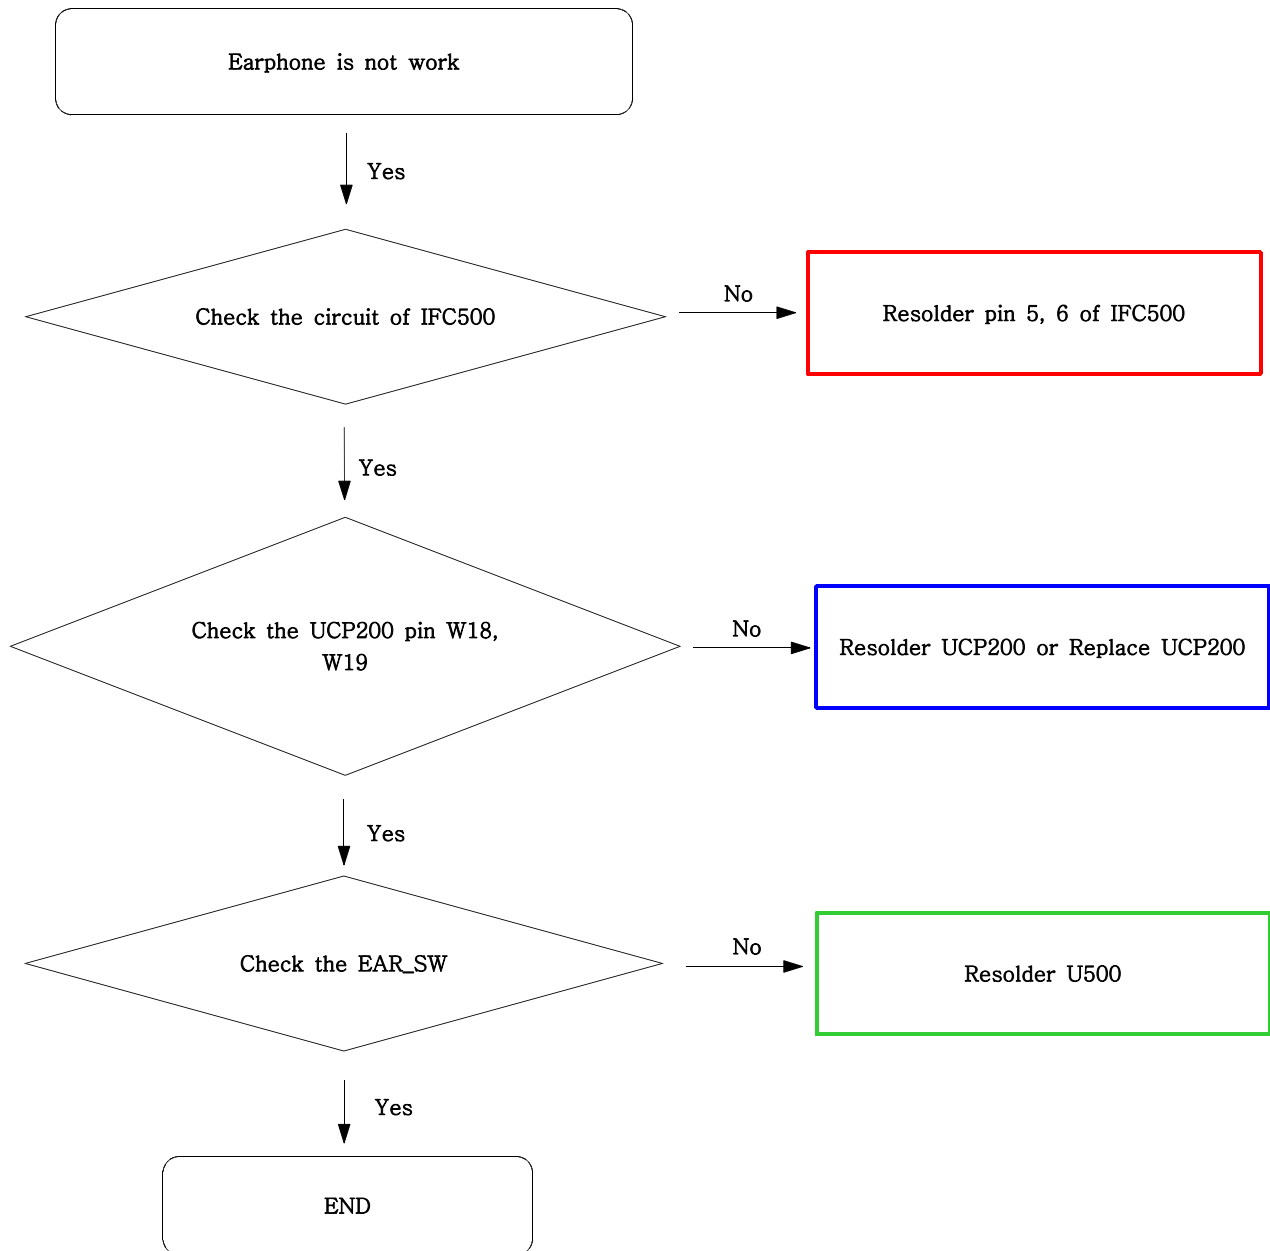 Earphone is not work
Yes
Check the circuit of IFC500
No
Resolder pin 5, 6 of IFC500
Yes
Check the UCP200 pin W18,
W19
No
Resolder UCP200 or Replace UCP200
Yes
Check the EAR_SW
No
Resolder U500
Yes
END